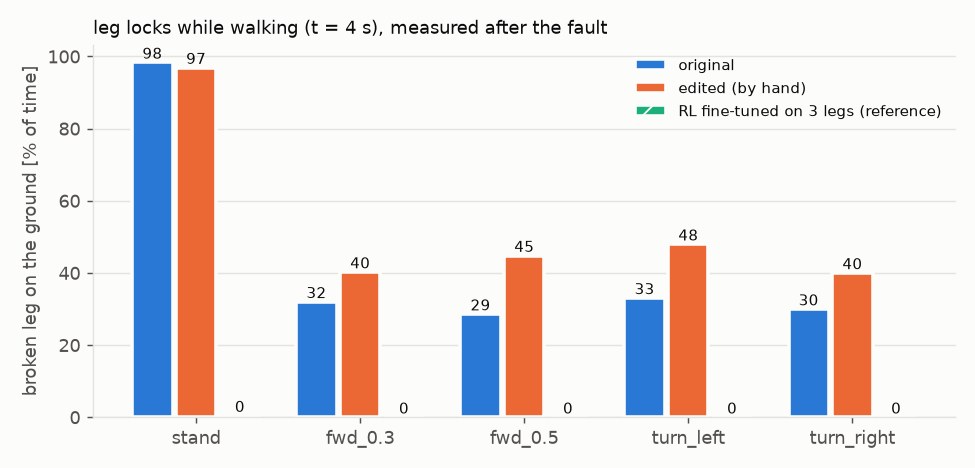 leg locks while walking (t = 4 s), measured after the fault
broken leg on the ground [% of time]
100
80
60
40
20
0
original
edited (by hand)
RL fine-tuned on 3 legs (reference)
98 97 0
32 40 0
29 45 0
33 48 0
30 40 0
stand fwd_0.3 fwd_0.5 turn_left turn_right